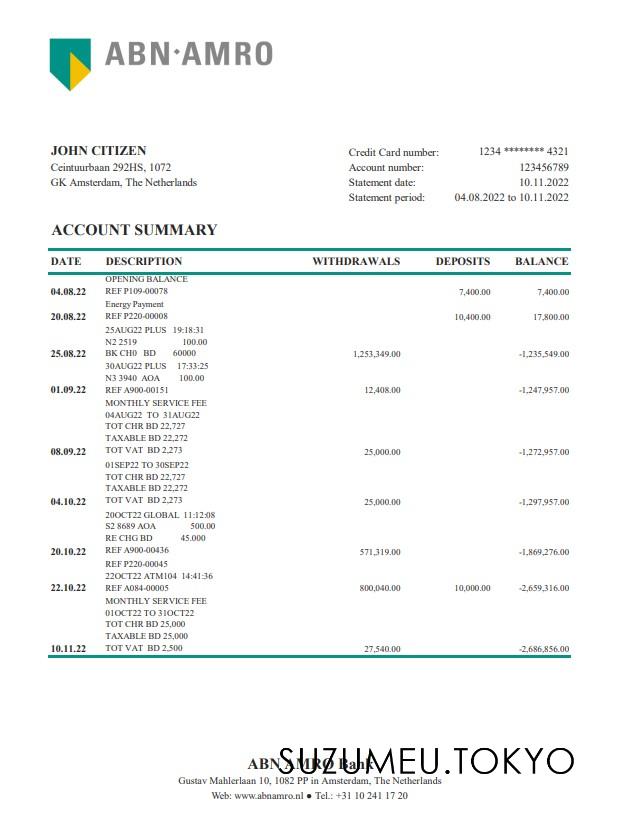 ABN·AMRO
JOHN CITIZEN
Ceintuurbaan 292HS, 1072
GK Amsterdam, The Netherlands
Credit Card number: 1234 ******** 4321
Account number: 123456789
Statement date: 10.11.2022
Statement period: 04.08.2022 to 10.11.2022
ACCOUNT SUMMARY
DATE DESCRIPTION WITHDRAWALS DEPOSITS BALANCE
OPENING BALANCE
04.08.22 REF P109-00078 7,400.00 7,400.00
Energy Payment
20.08.22 REF P220-00008 10,400.00 17,800.00
25AUG22 PLUS 19:18:31
N2 2519 100.00
25.08.22 BK CH0 BD 60000 1,253,349.00 -1,235,549.00
30AUG22 PLUS 17:33:25
N3 3940 AOA 100.00
01.09.22 REF A900-00151 12,408.00 -1,247,957.00
MONTHLY SERVICE FEE
04AUG22 TO 31AUG22
TOT CHR BD 22,727
TAXABLE BD 22,272
08.09.22 TOT VAT BD 2,273 25,000.00 -1,272,957.00
01SEP22 TO 30SEP22
TOT CHR BD 22,727
TAXABLE BD 22,272
04.10.22 TOT VAT BD 2,273 25,000.00 -1,297,957.00
20OCT22 GLOBAL 11:12:08
S2 8689 AOA 500.00
RE CHG BD 45.000
20.10.22 REF A900-00436 571,319.00 -1,869,276.00
REF P220-00045
22OCT22 ATM104 14:41:36
22.10.22 REF A084-00005 800,040.00 10,000.00 -2,659,316.00
MONTHLY SERVICE FEE
01OCT22 TO 31OCT22
TOT CHR BD 25,000
TAXABLE BD 25,000
10.11.22 TOT VAT BD 2,500 27,540.00 -2,686,856.00
ABN AMRO Bank
SUZUMEU.TOKYO
Gustav Mahlerlaan 10, 1082 PP in Amsterdam, The Netherlands
Web: www.abnamro.nl ● Tel.: +31 10 241 17 20